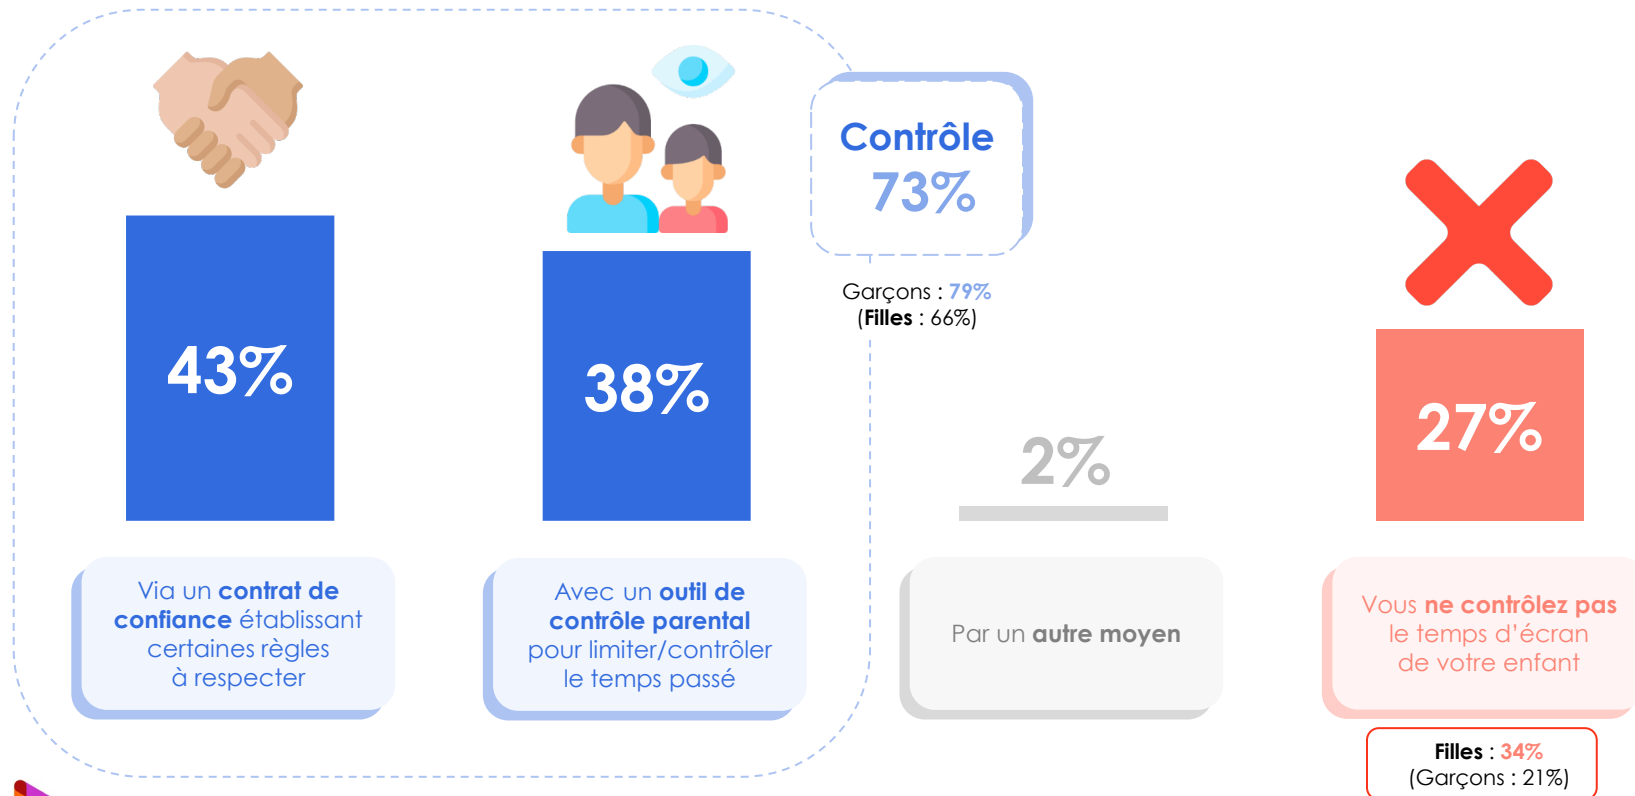 Contrôle
73%
Garçons : 79%
(Filles : 66%)
43%
38%
2%
27%
Via un contrat de
confiance établissant
certaines règles
à respecter
Avec un outil de
contrôle parental
pour limiter/contrôler
le temps passé
Par un autre moyen
Vous ne contrôlez pas
le temps d’écran
de votre enfant
Filles : 34%
(Garçons : 21%)